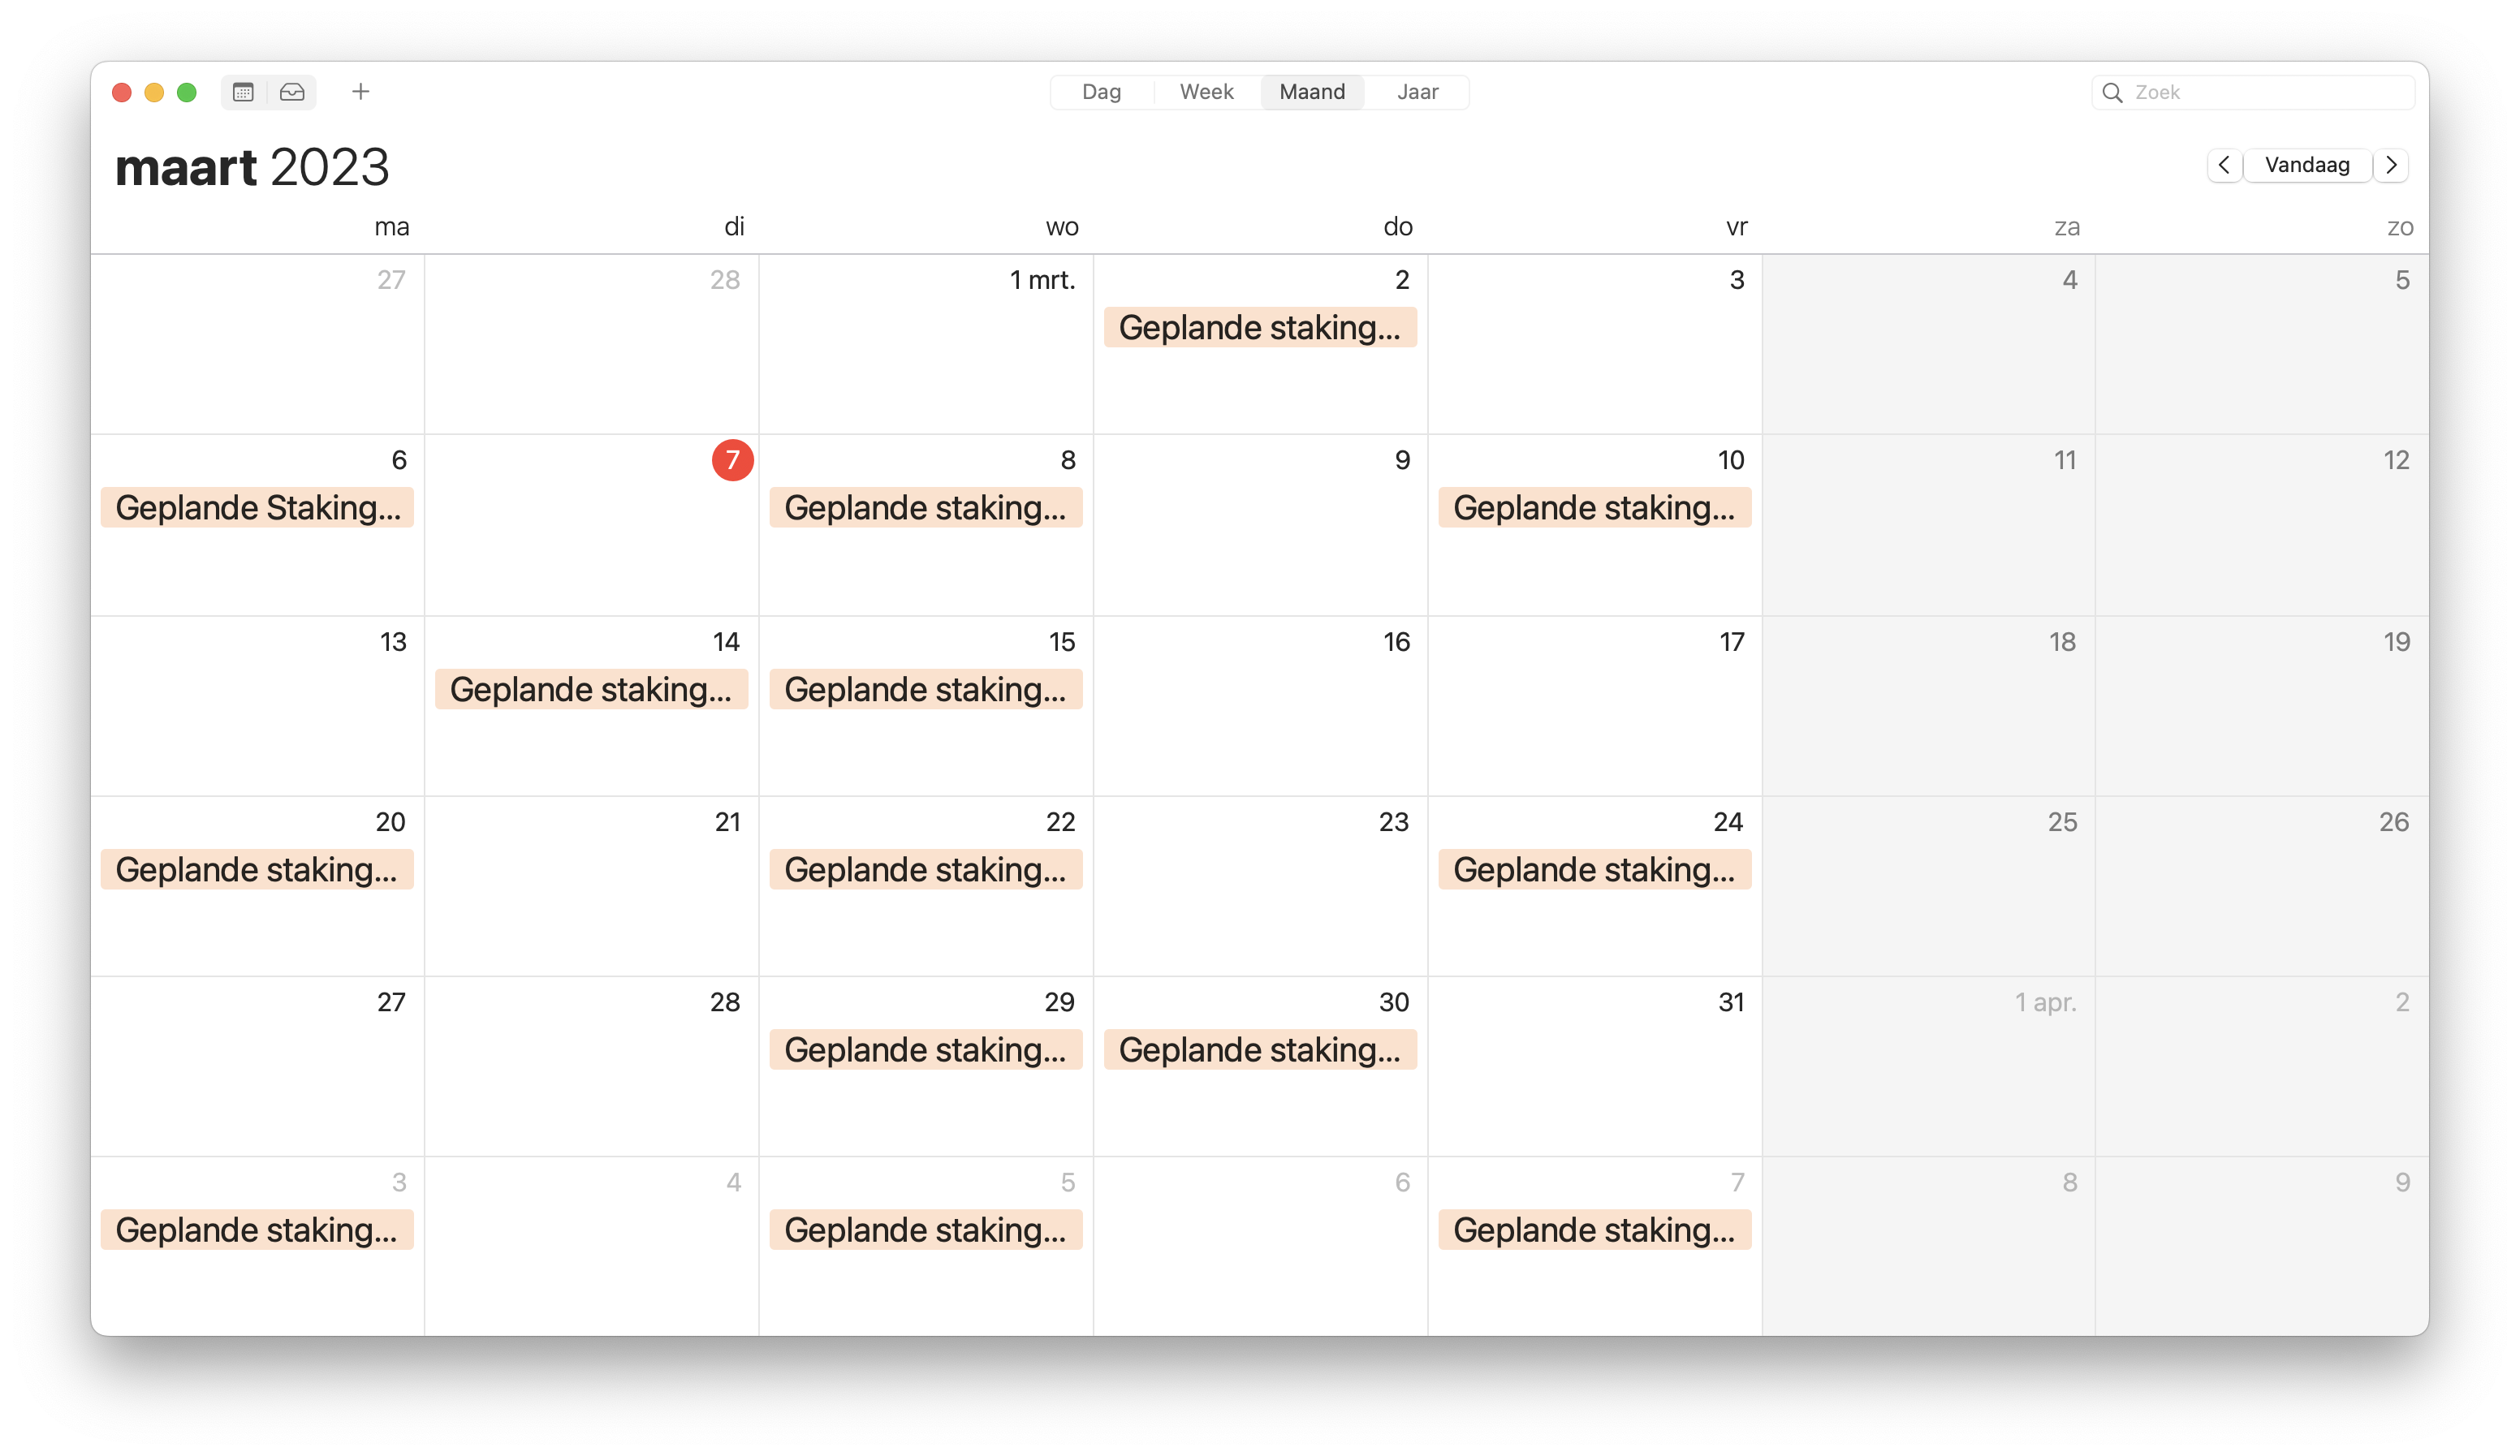 Dag Week Maand Jaar Zoek
maart 2023 Vandaag
ma di wo do vr za zo
27 28 1 mrt. 2 3 4 5
Geplande staking...
6 7 8 9 10 11 12
Geplande Staking... Geplande staking... Geplande staking...
13 14 15 16 17 18 19
Geplande staking... Geplande staking...
20 21 22 23 24 25 26
Geplande staking... Geplande staking... Geplande staking...
27 28 29 30 31 1 apr. 2
Geplande staking... Geplande staking...
3 4 5 6 7 8 9
Geplande staking... Geplande staking... Geplande staking...